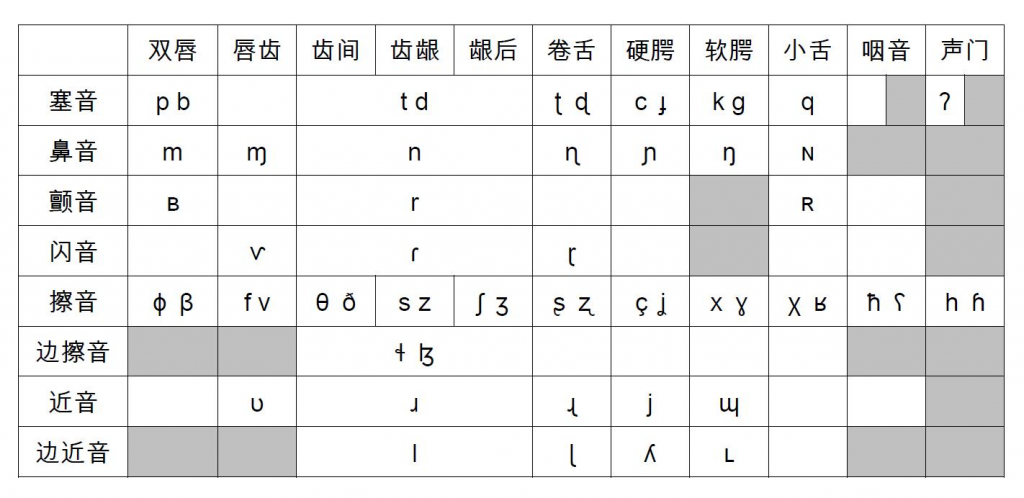 双唇 唇齿 齿间 齿龈 龈后 卷舌 硬腭 软腭 小舌 咽音 声门
塞音 p b t d ʈ ɖ c ɟ k ɡ q ʔ
鼻音 m ɱ n ɳ ɲ ŋ ɴ
颤音 ʙ r ʀ
闪音 ⱱ ɾ ɽ
擦音 ɸ β f v θ ð s z ʃ ʒ ʂ ʐ ç ʝ x ɣ χ ʁ ħ ʕ h ɦ
边擦音 ɬ ɮ
近音 ʋ ɹ ɻ j ɰ
边近音 l ɭ ʎ ʟ